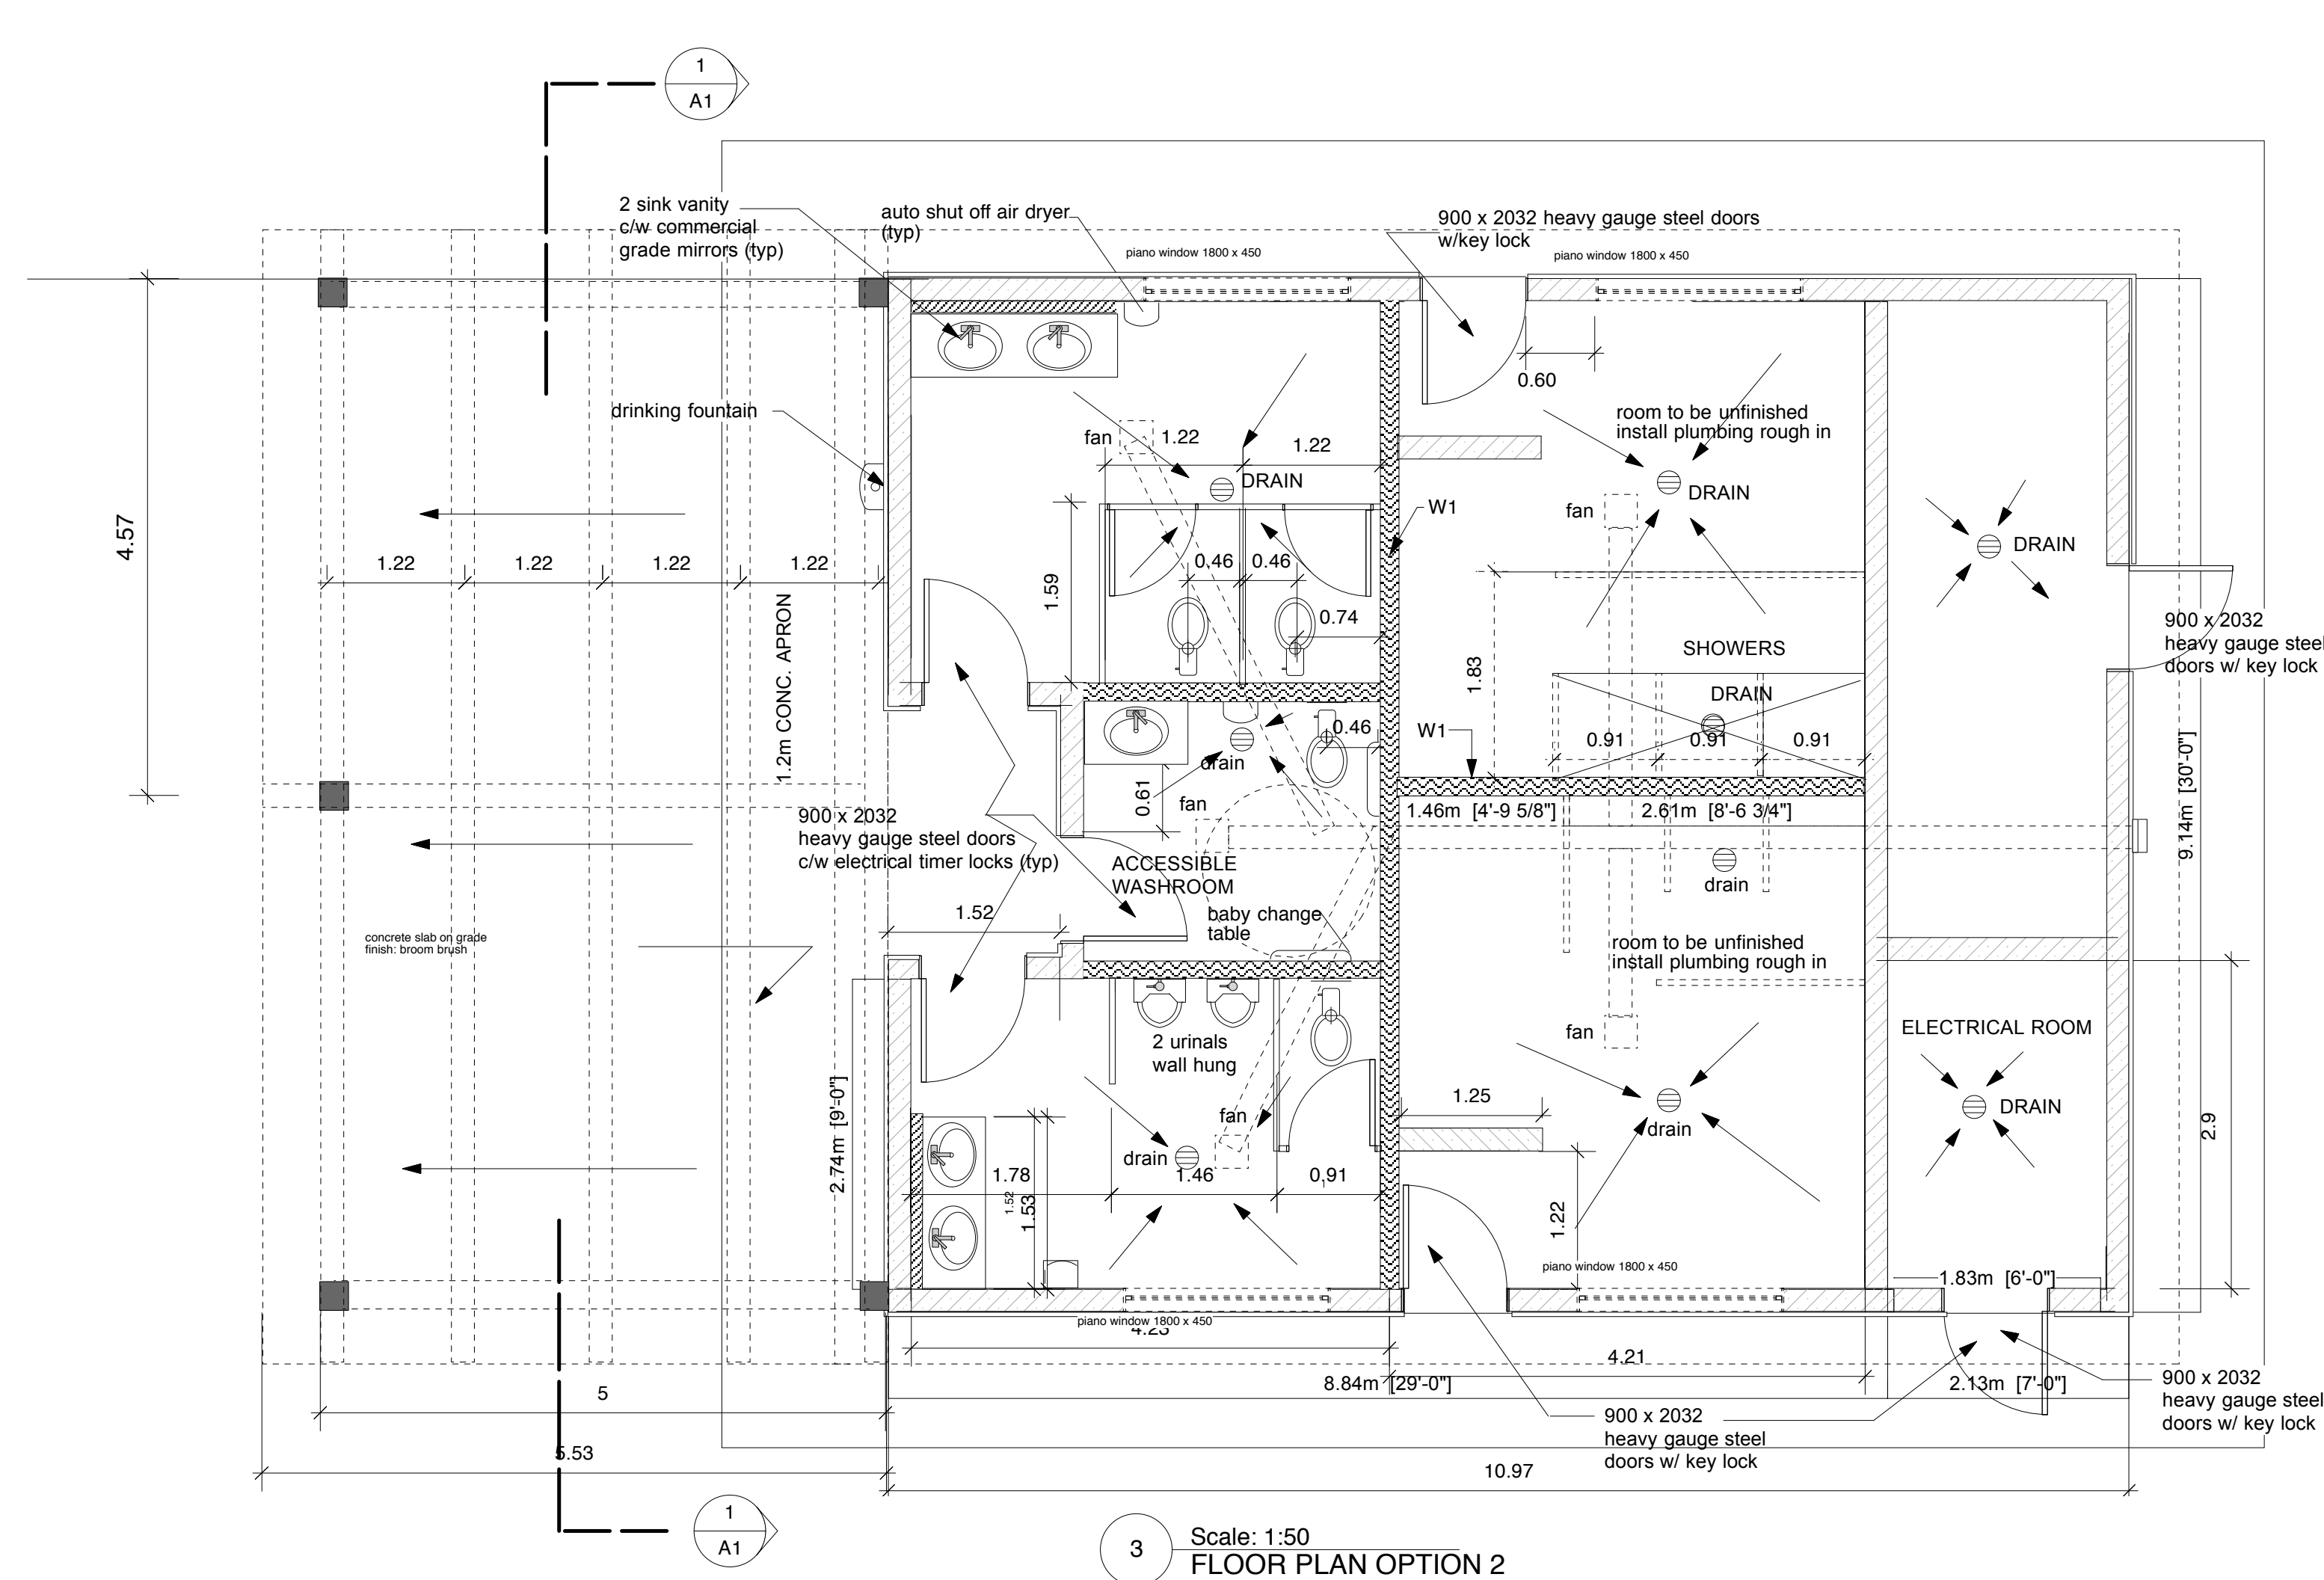 1
A1
2 sink vanity
c/w commercial
grade mirrors (typ)
auto shut off air dryer
(typ)
piano window 1800 x 450
900 x 2032 heavy gauge steel doors
w/key lock
piano window 1800 x 450
0.60
drinking fountain
fan
1.22
1.22
DRAIN
room to be unfinished
install plumbing rough in
DRAIN
fan
W1
4.57
1.22
1.22
1.22
1.22
1.2m CONC. APRON
1.59
0.46
0.46
0.74
DRAIN
900 x 2032
heavy gauge steel
doors w/ key lock
SHOWERS
1.83
DRAIN
0.91
0.91
0.91
W1
0.46
drain
0.61
fan
900 x 2032
heavy gauge steel doors
c/w electrical timer locks (typ)
ACCESSIBLE
WASHROOM
baby change
table
1.46m [4'-9 5/8"]
2.61m [8'-6 3/4"]
drain
9.14m [30'-0"]
1.52
concrete slab on grade
finish: broom brush
room to be unfinished
install plumbing rough in
2 urinals
wall hung
fan
ELECTRICAL ROOM
DRAIN
2.9
2.74m [9'-0"]
fan
drain
1.78
1.46
0.91
1.52
1.53
1.25
drain
1.22
piano window 1800 x 450
1.83m [6'-0"]
piano window 1800 x 450
4.21
8.84m [29'-0"]
2.13m [7'-0"]
900 x 2032
heavy gauge steel
doors w/ key lock
900 x 2032
heavy gauge steel
doors w/ key lock
5
5.53
10.97
1
A1
3
Scale: 1:50
FLOOR PLAN OPTION 2